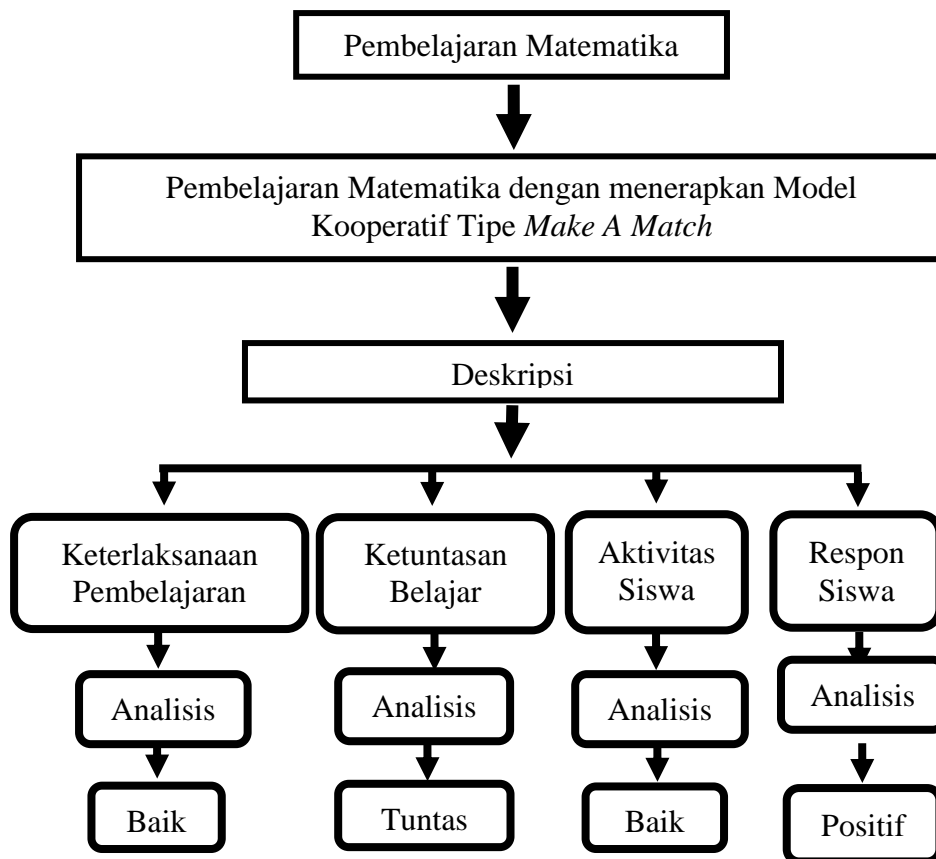 Pembelajaran Matematika
Pembelajaran Matematika dengan menerapkan Model
Kooperatif Tipe Make A Match
Deskripsi
Keterlaksanaan
Pembelajaran
Ketuntasan
Belajar
Aktivitas
Siswa
Respon
Siswa
Analisis
Analisis
Analisis
Analisis
Baik
Tuntas
Baik
Positif